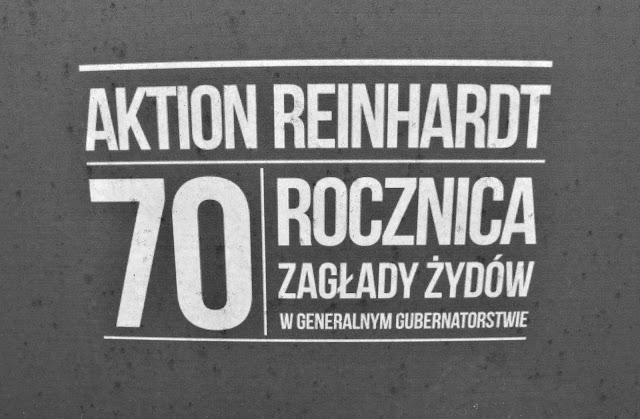 AKTION REINHARDT
70 ROCZNICA
ZAGŁADY ŻYDÓW
W GENERALNYM GUBERNATORSTWIE